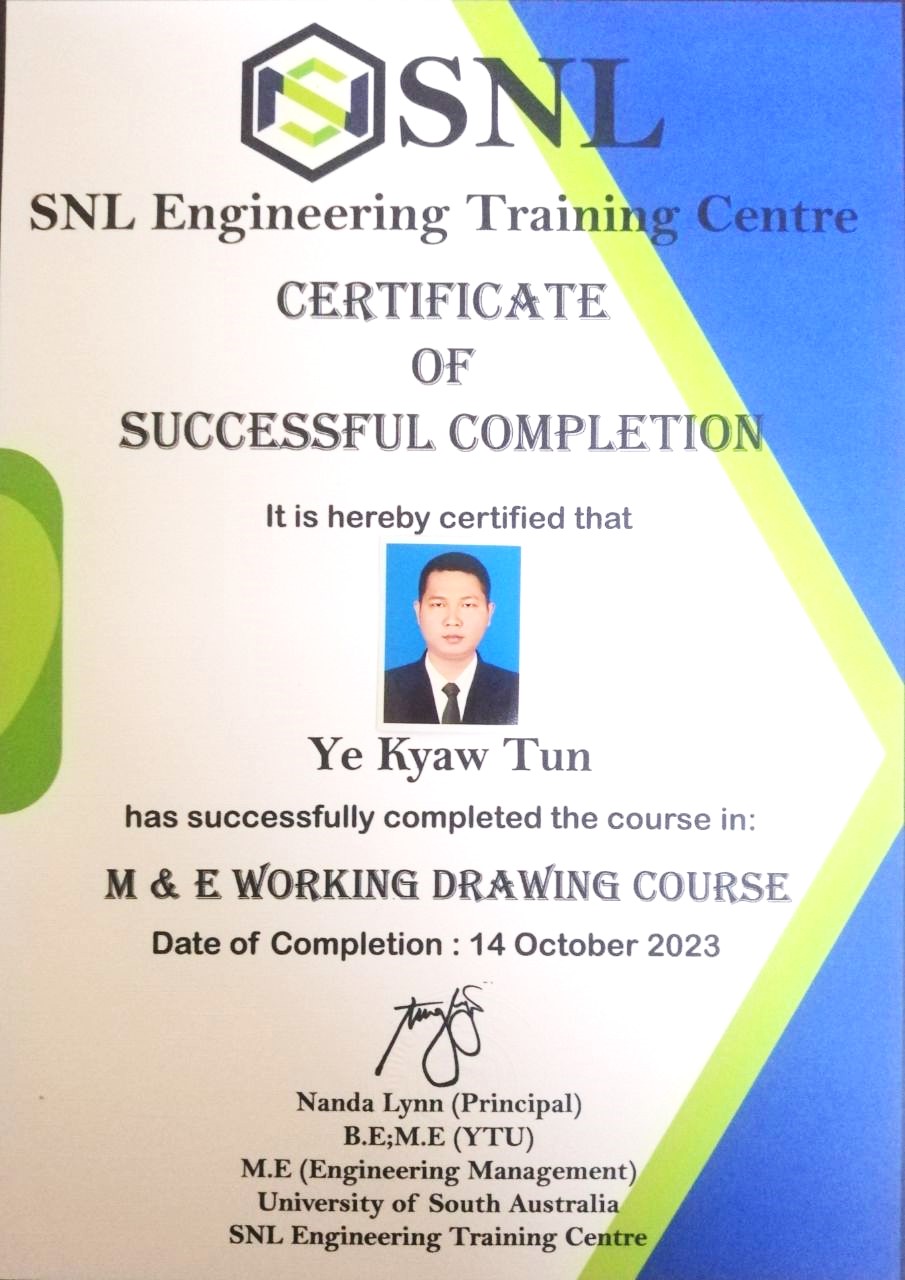 SNL
SNL Engineering Training Centre
CERTIFICATE
OF
SUCCESSFUL COMPLETION
It is hereby certified that
Ye Kyaw Tun
has successfully completed the course in:
M & E WORKING DRAWING COURSE
Date of Completion : 14 October 2023
Nanda Lynn (Principal)
B.E;M.E (YTU)
M.E (Engineering Management)
University of South Australia
SNL Engineering Training Centre